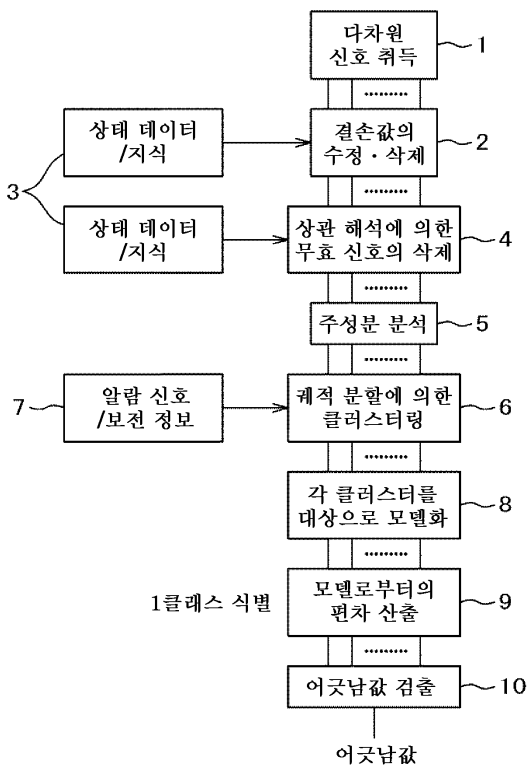 다차원
신호 취득
1
상태 데이터
/지식
결손값의
수정·삭제
2
3
상태 데이터
/지식
상관 해석에 의한
무효 신호의 삭제
4
주성분 분석
5
7
알람 신호
/보전 정보
궤적 분할에 의한
클러스터링
6
각 클러스터를
대상으로 모델화
8
1클래스 식별
모델로부터의
편차 산출
9
어긋남값 검출
10
어긋남값